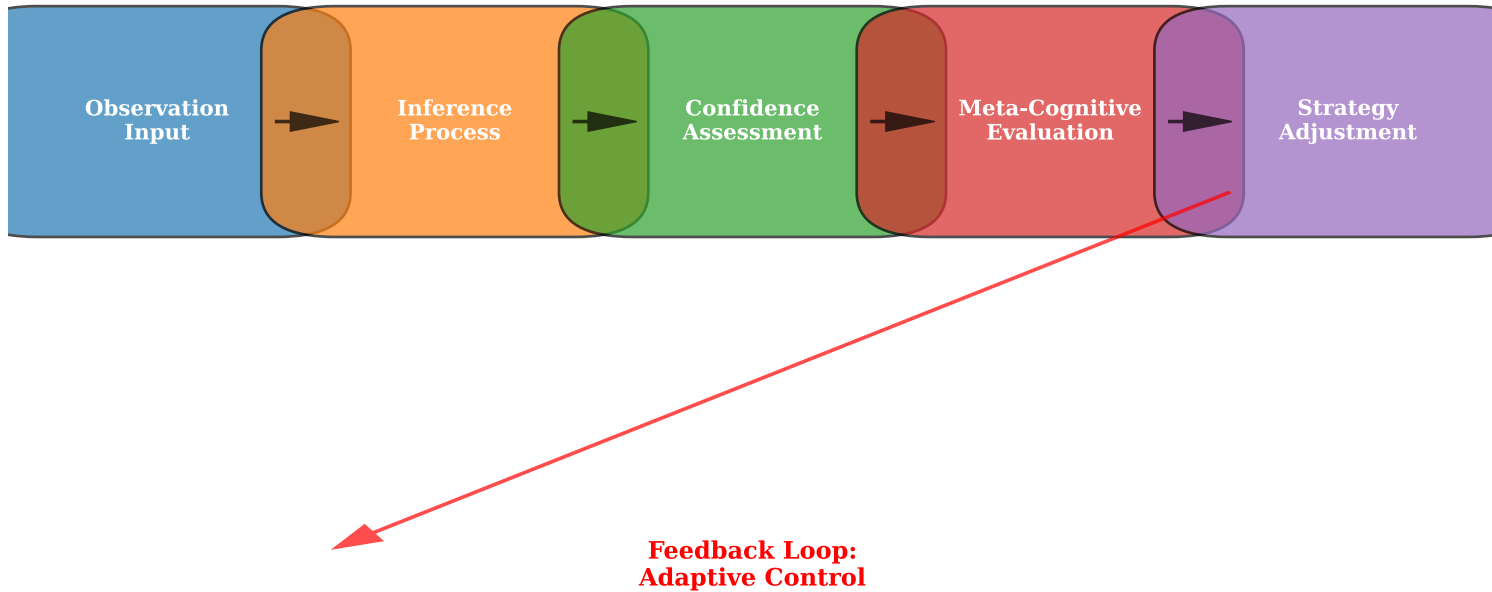 Observation
Input
Inference
Process
Confidence
Assessment
Meta-Cognitive
Evaluation
Strategy
Adjustment
Feedback Loop:
Adaptive Control